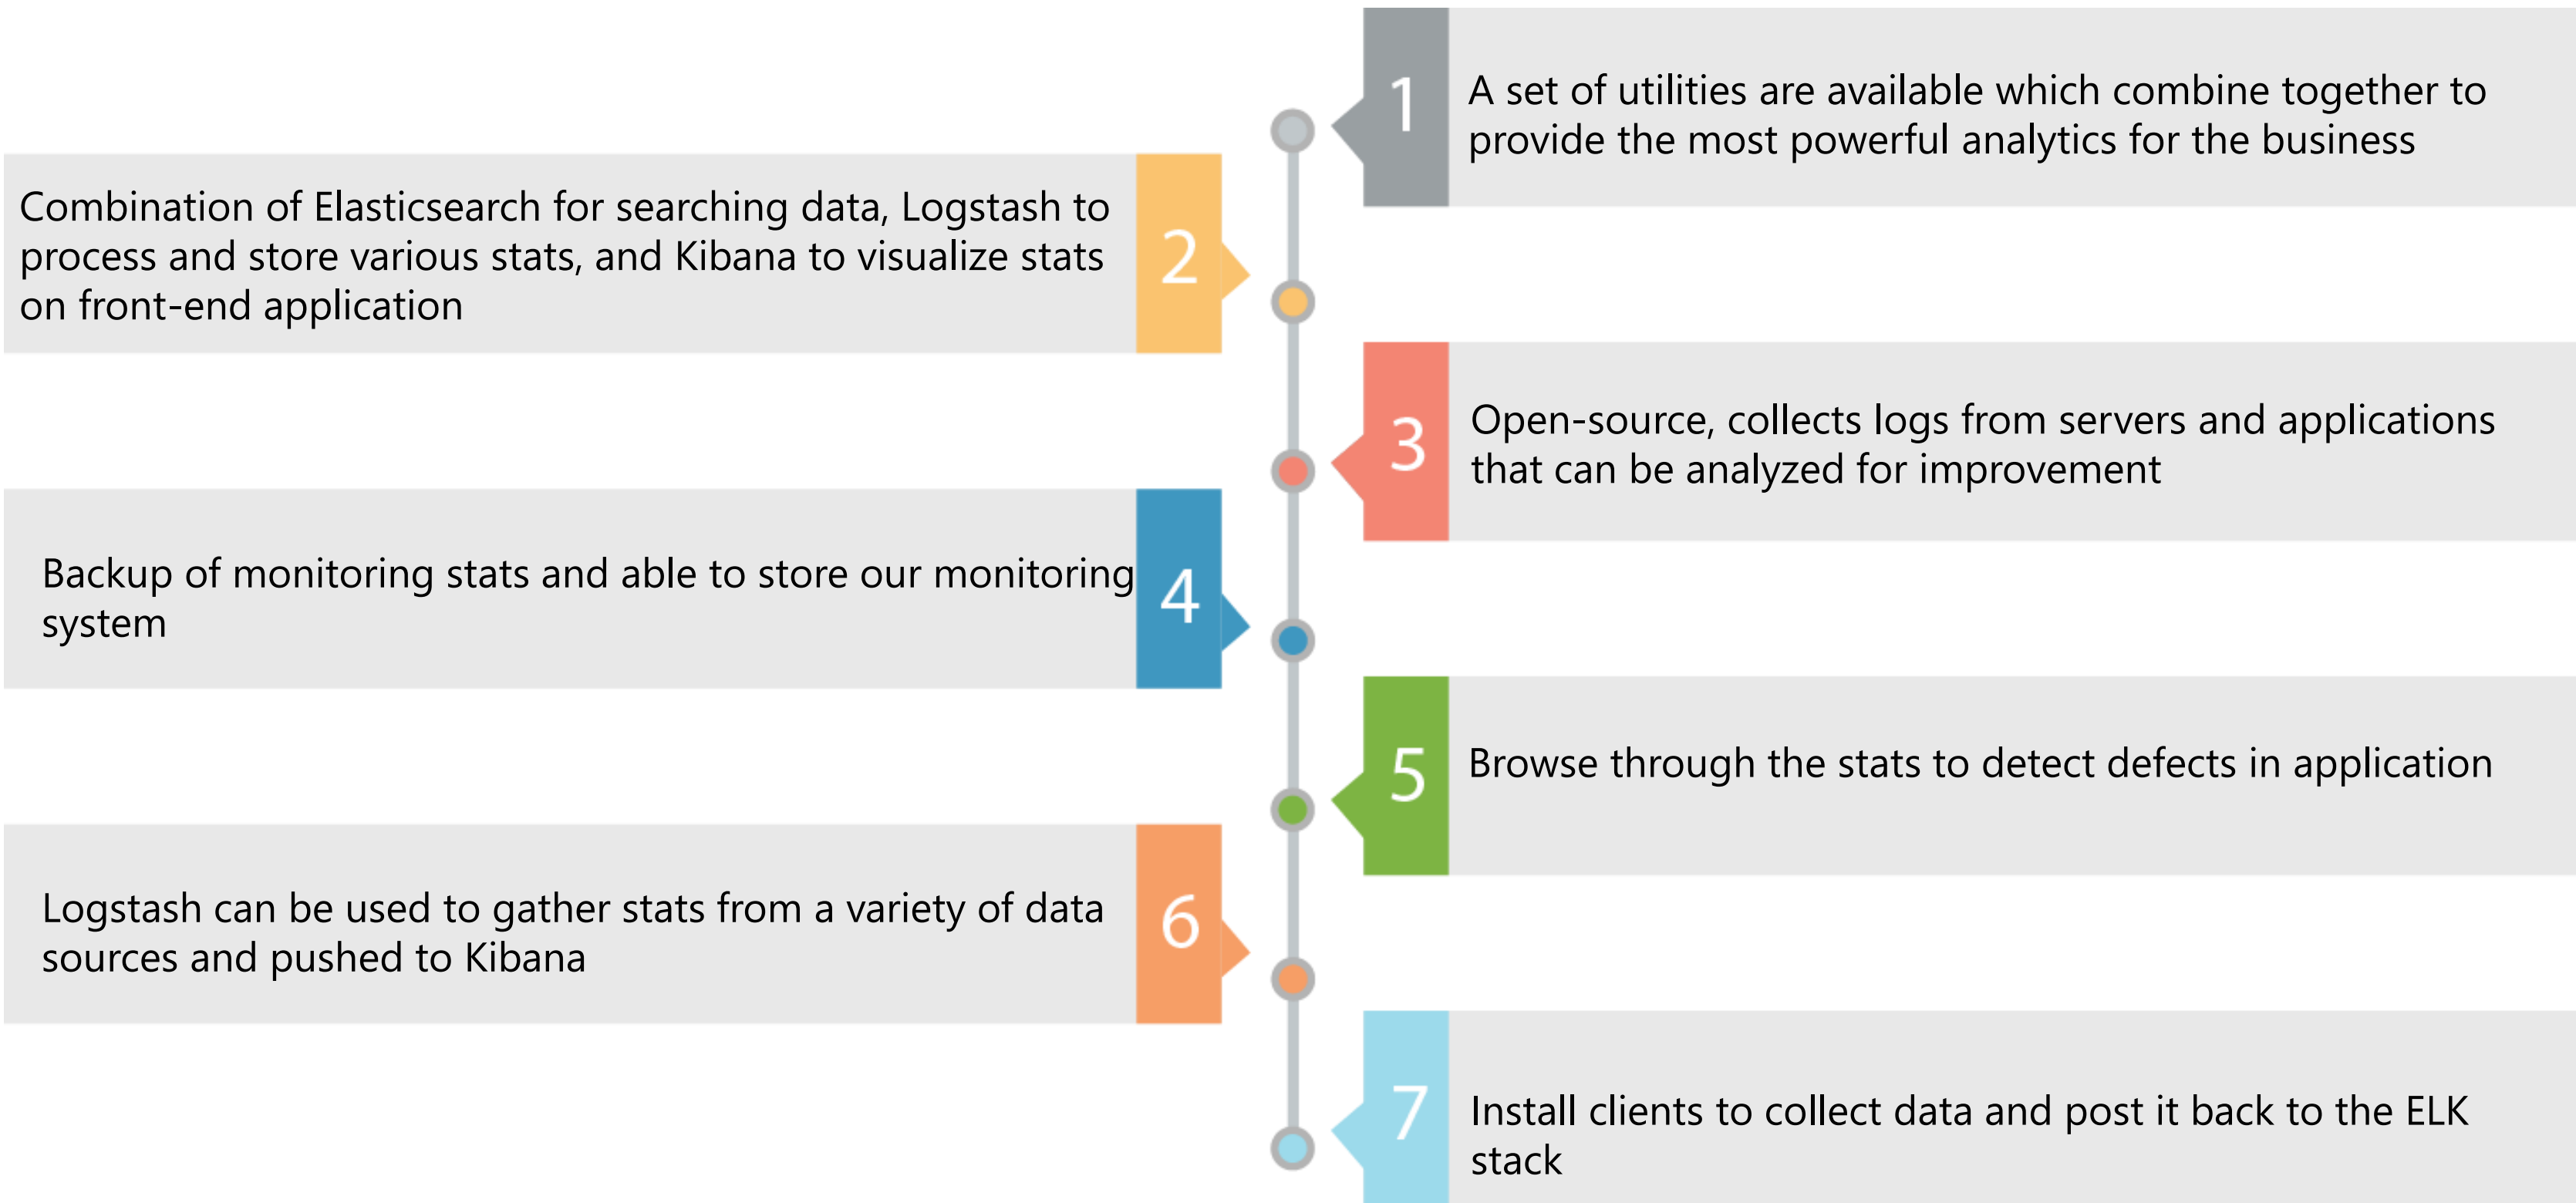 1
A set of utilities are available which combine together to
provide the most powerful analytics for the business
2
Combination of Elasticsearch for searching data, Logstash to
process and store various stats, and Kibana to visualize stats
on front-end application
3
Open-source, collects logs from servers and applications
that can be analyzed for improvement
4
Backup of monitoring stats and able to store our monitoring
system
5
Browse through the stats to detect defects in application
6
Logstash can be used to gather stats from a variety of data
sources and pushed to Kibana
7
Install clients to collect data and post it back to the ELK
stack